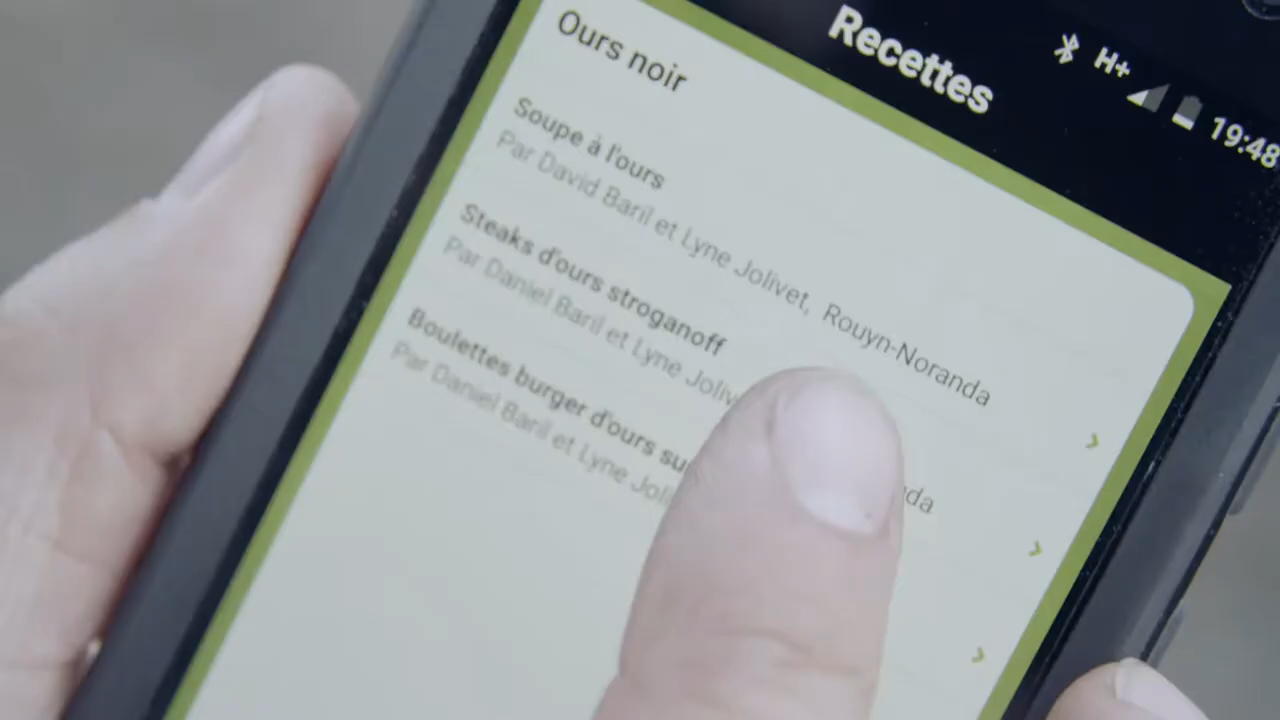 Recettes
H+
19:48
Ours noir
Soupe à l'ours
Par David Baril et Lyne Jolivet, Rouyn-Noranda
Steaks d'ours stroganoff
Par Daniel Baril et Lyne
Boulettes burger d'ours
Par Daniel Baril et Lyne